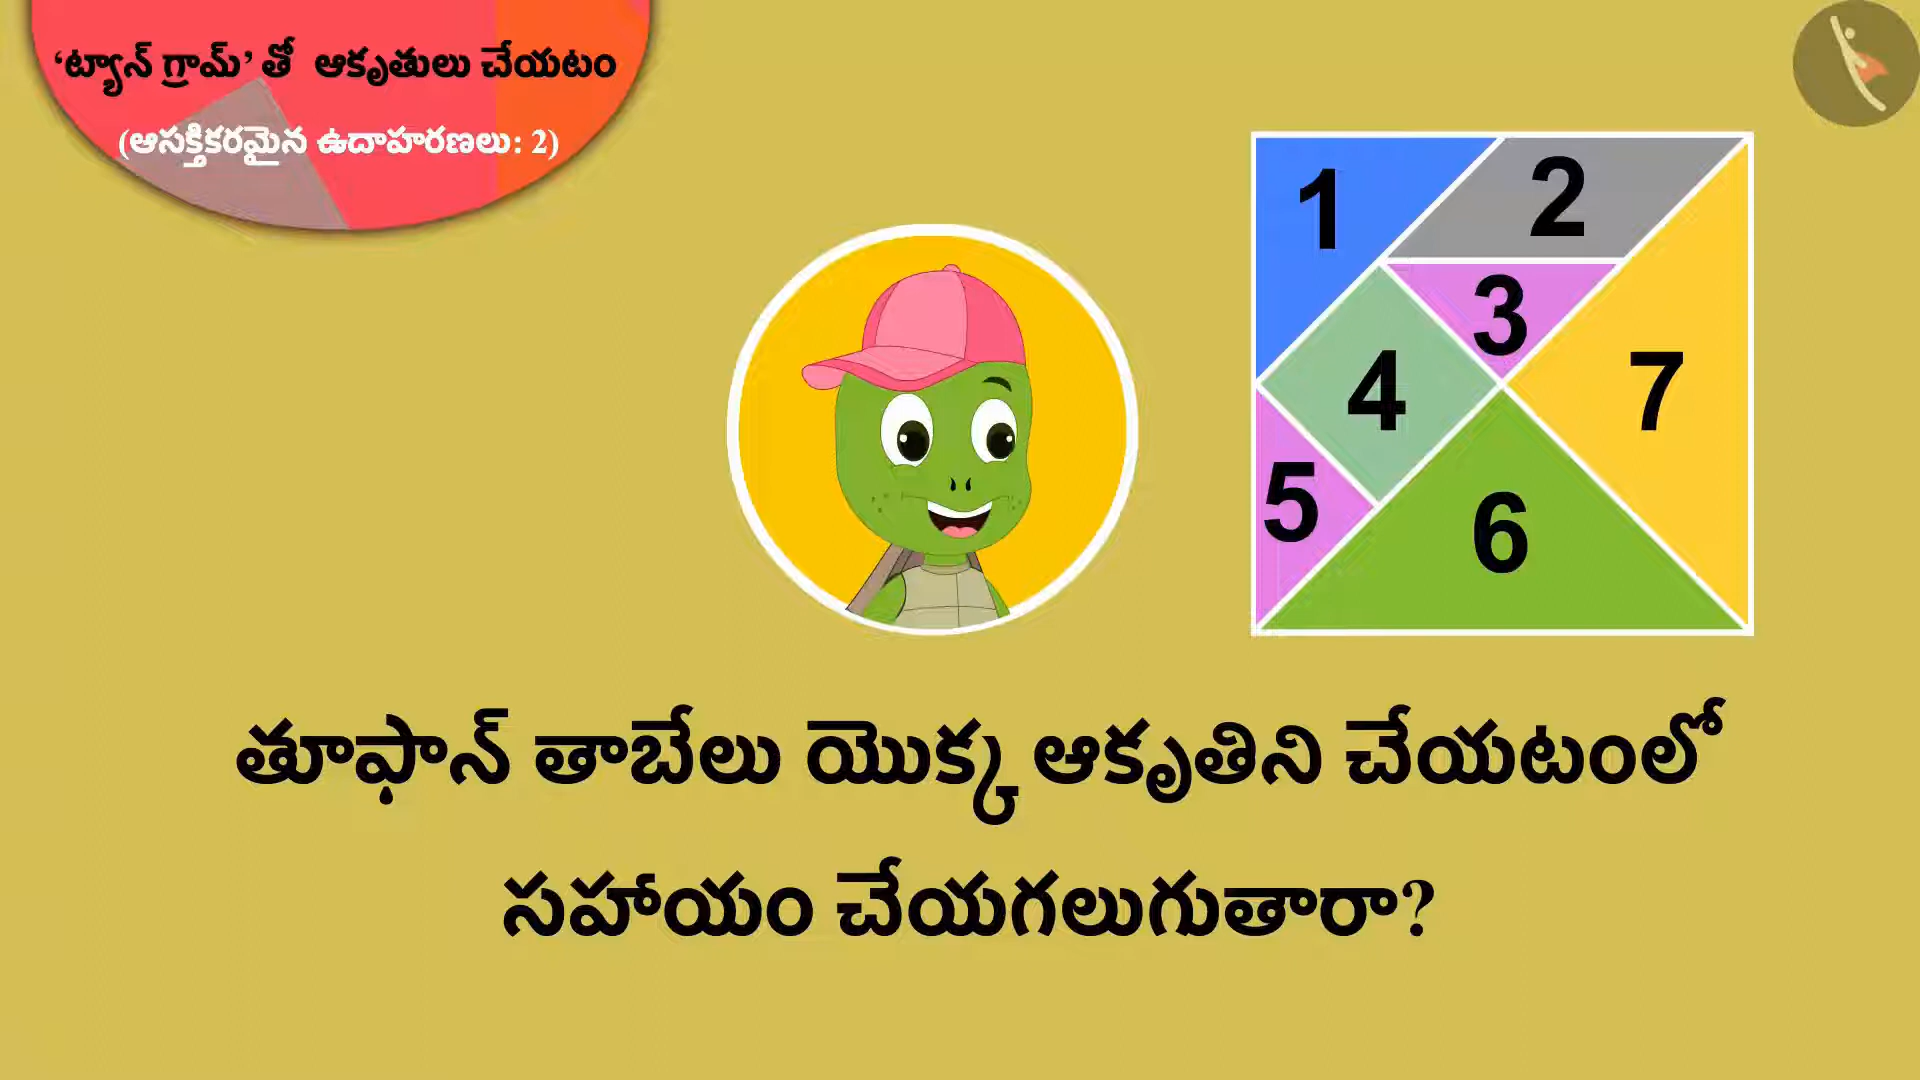 ‘ట్యాన్ గ్రామ్’ తో ఆకృతులు చేయటం
(ఆసక్తికరమైన ఉదాహరణలు: 2)
1
2
3
4
5
6
7
తూఫాన్ తాబేలు యొక్క ఆకృతిని చేయటంలో
సహాయం చేయగలుగుతారా?